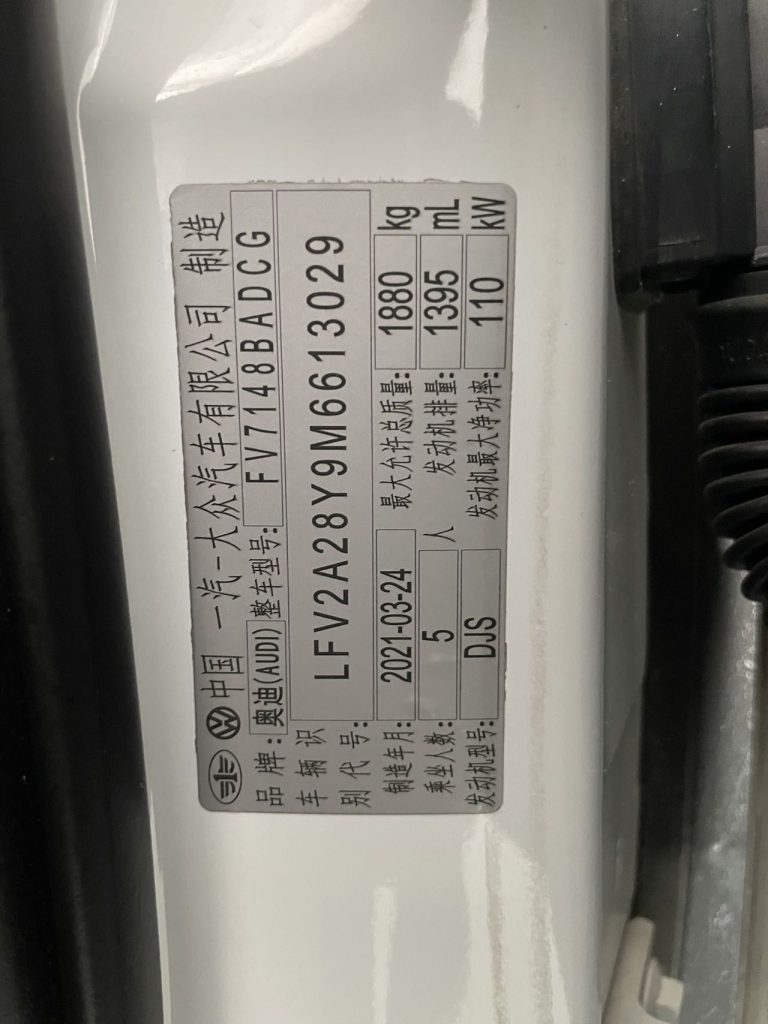 中国 一汽-大众汽车有限公司 制造
品牌: 奥迪(AUDI) 整车型号: FV7148BADCG
车辆识别代号: LFV2A28Y9M6613029
制造年月: 2021-03-24 最大允许总质量: 1880 kg
乘坐人数: 5 人 发动机排量: 1395 mL
发动机型号: DJS 发动机最大净功率: 110 kW